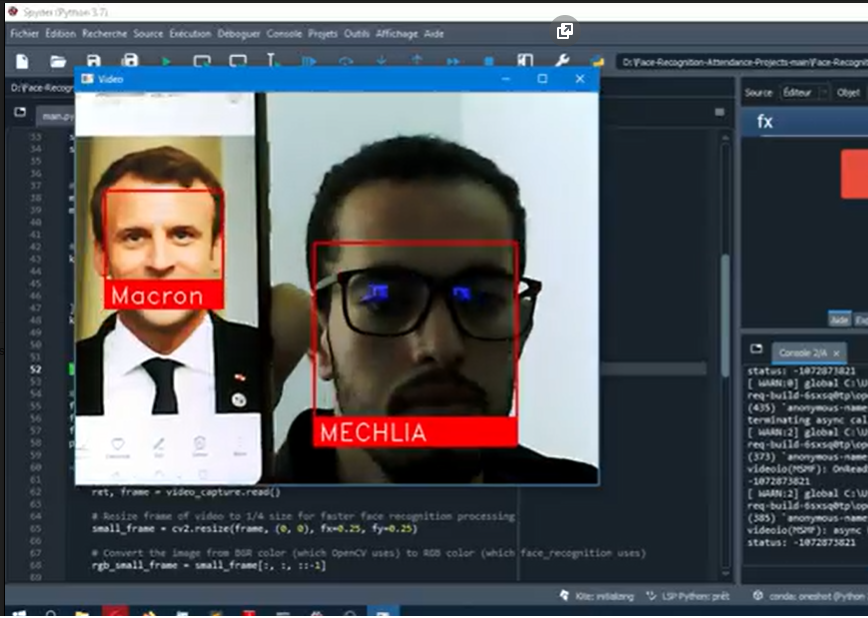 Spyder (Python 3.7)
Fichier Edition Recherche Source Exécution Déboguer Console Projets Outils Affichage Aide
D:\Face-Recognition-Attendance-Projects-main\Face-Recognit
D:\Face-Recogn
Video
main.py
Source Éditeur Objet
fx
Macron
MECHLIA
Aide
Console 2/A
status: -1072873821
[ WARN:0] global C:\U
req-build-6sxsq0tp\op
(435) `anonymous-name
terminating async cal
[ WARN:2] global C:\U
req-build-6sxsq0tp\op
(373) `anonymous-name
videoio(MSMF): OnRead
-1072873821
[ WARN:2] global C:\U
req-build-6sxsq0tp\op
(385) `anonymous-name
videoio(MSMF): async
status: -1072873821
33
34
35
36
37
38
39
40
41
42
43
44
45
46
47
48
49
50
51
52
53
54
55
56
57
58
59
60
61
62 ret, frame = video_capture.read()
63
64 # Resize frame of video to 1/4 size for faster face recognition processing
65 small_frame = cv2.resize(frame, (0, 0), fx=0.25, fy=0.25)
66
67 # Convert the image from BGR color (which OpenCV uses) to RGB color (which face_recognition uses)
68 rgb_small_frame = small_frame[:, :, ::-1]
69
Kite: initializing LSP Python: prêt conda: oneshot (Python